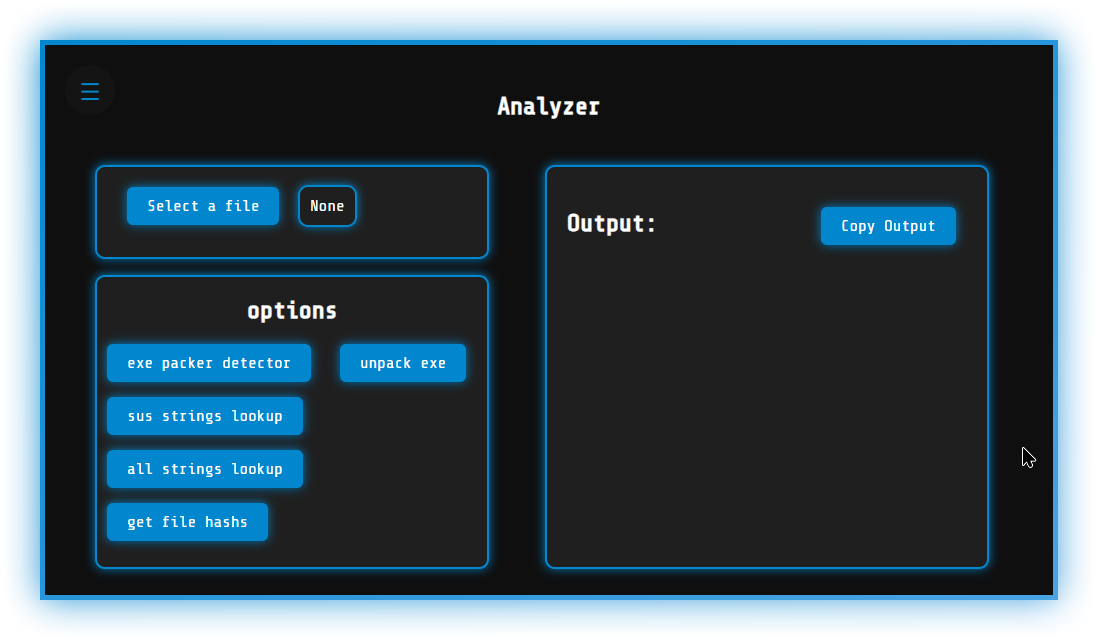 Analyzer
Select a file
None
options
exe packer detector
unpack exe
sus strings lookup
all strings lookup
get file hashs
Output:
Copy Output